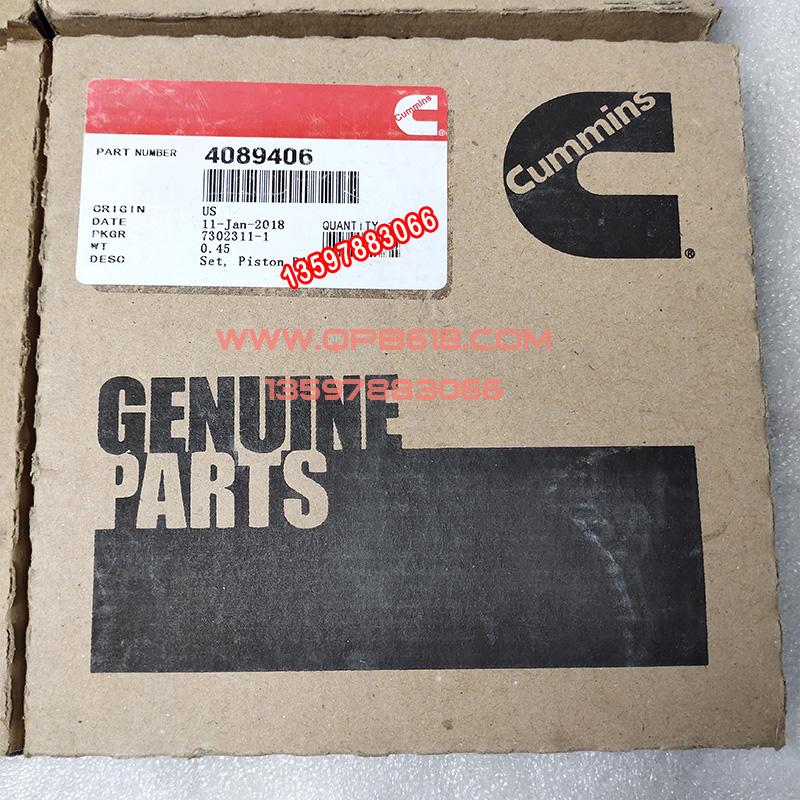 Cummins
PART NUMBER 4089406
ORIGIN US
DATE 11-Jan-2018 QUANTITY
PKGR 7302311-1
WT 0.45
DESC Set, Piston
13597883066
Cummins
WWW.QPB618.COM
13597883066
GENUINE
PARTS